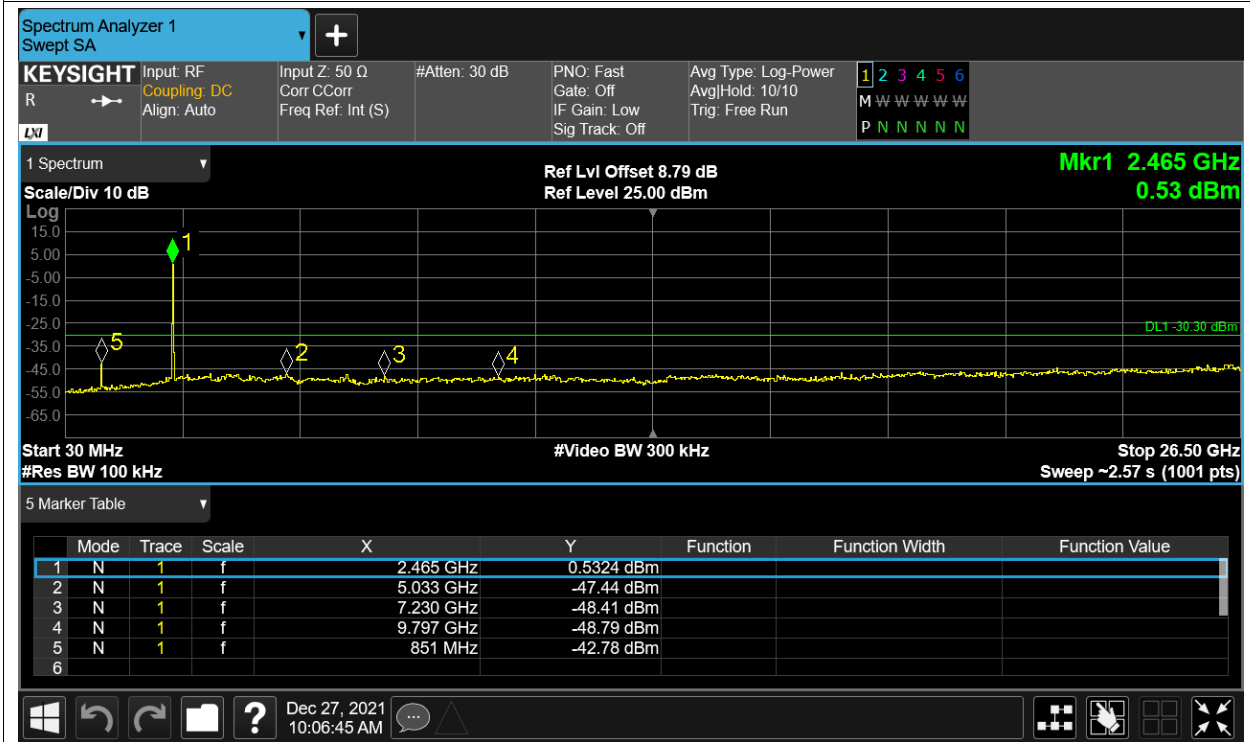 Spectrum Analyzer 1
Swept SA
KEYSIGHT
R
LXI
Input: RF
Coupling: DC
Align: Auto
Input Z: 50 Ω
Corr CCorr
Freq Ref: Int (S)
#Atten: 30 dB
PNO: Fast
Gate: Off
IF Gain: Low
Sig Track: Off
Avg Type: Log-Power
Avg|Hold: 10/10
Trig: Free Run
1 2 3 4 5 6
M W W W W W
P N N N N N
1 Spectrum
Scale/Div 10 dB
Ref Lvl Offset 8.79 dB
Ref Level 25.00 dBm
Mkr1 2.465 GHz
0.53 dBm
Log
15.0
5.00
-5.00
-15.0
-25.0
-35.0
-45.0
-55.0
-65.0
1
5
2
3
4
DL1 -30.30 dBm
Start 30 MHz
#Video BW 300 kHz
Stop 26.50 GHz
#Res BW 100 kHz
Sweep ~2.57 s (1001 pts)
5 Marker Table
Mode Trace Scale X Y Function Function Width Function Value
1 N 1 f 2.465 GHz 0.5324 dBm
2 N 1 f 5.033 GHz -47.44 dBm
3 N 1 f 7.230 GHz -48.41 dBm
4 N 1 f 9.797 GHz -48.79 dBm
5 N 1 f 851 MHz -42.78 dBm
6
?
Dec 27, 2021
10:06:45 AM